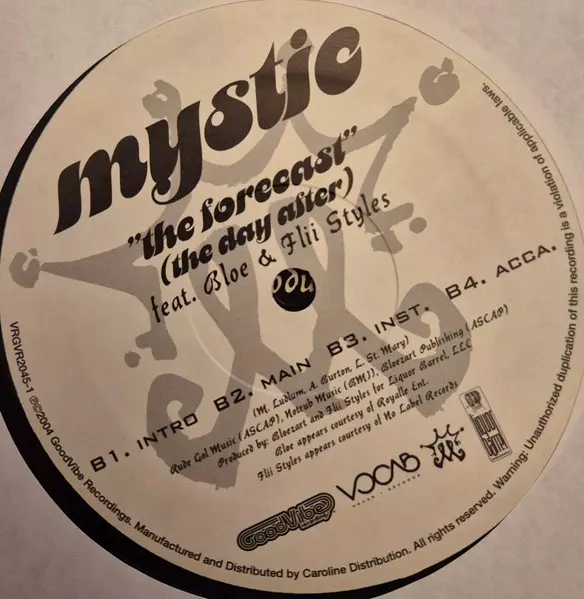 mystic
"the forecast"
(the day after)
feat. Bloe & Flii Styles
B1. INTRO B2. MAIN B3. INST. B4. ACCA.
(M. Ludlum, A. Burton, L. St. Mary)
Rude Gal Music (ASCAP), Notrub Music (BMI), Bloezart Publishing (ASCAP)
Produced by: Bloezart and Flii Styles for Liquor Barrel, LLC
Bloe appears courtesy of Royalle Ent.
Flii Styles appears courtesy of No Label Records
GoodVibe
VOCAB
VRGVR2045-1 ℗©2004 GoodVibe Recordings. Manufactured and Distributed by Caroline Distribution. All rights reserved. Warning: Unauthorized duplication of this recording is a violation of applicable laws.